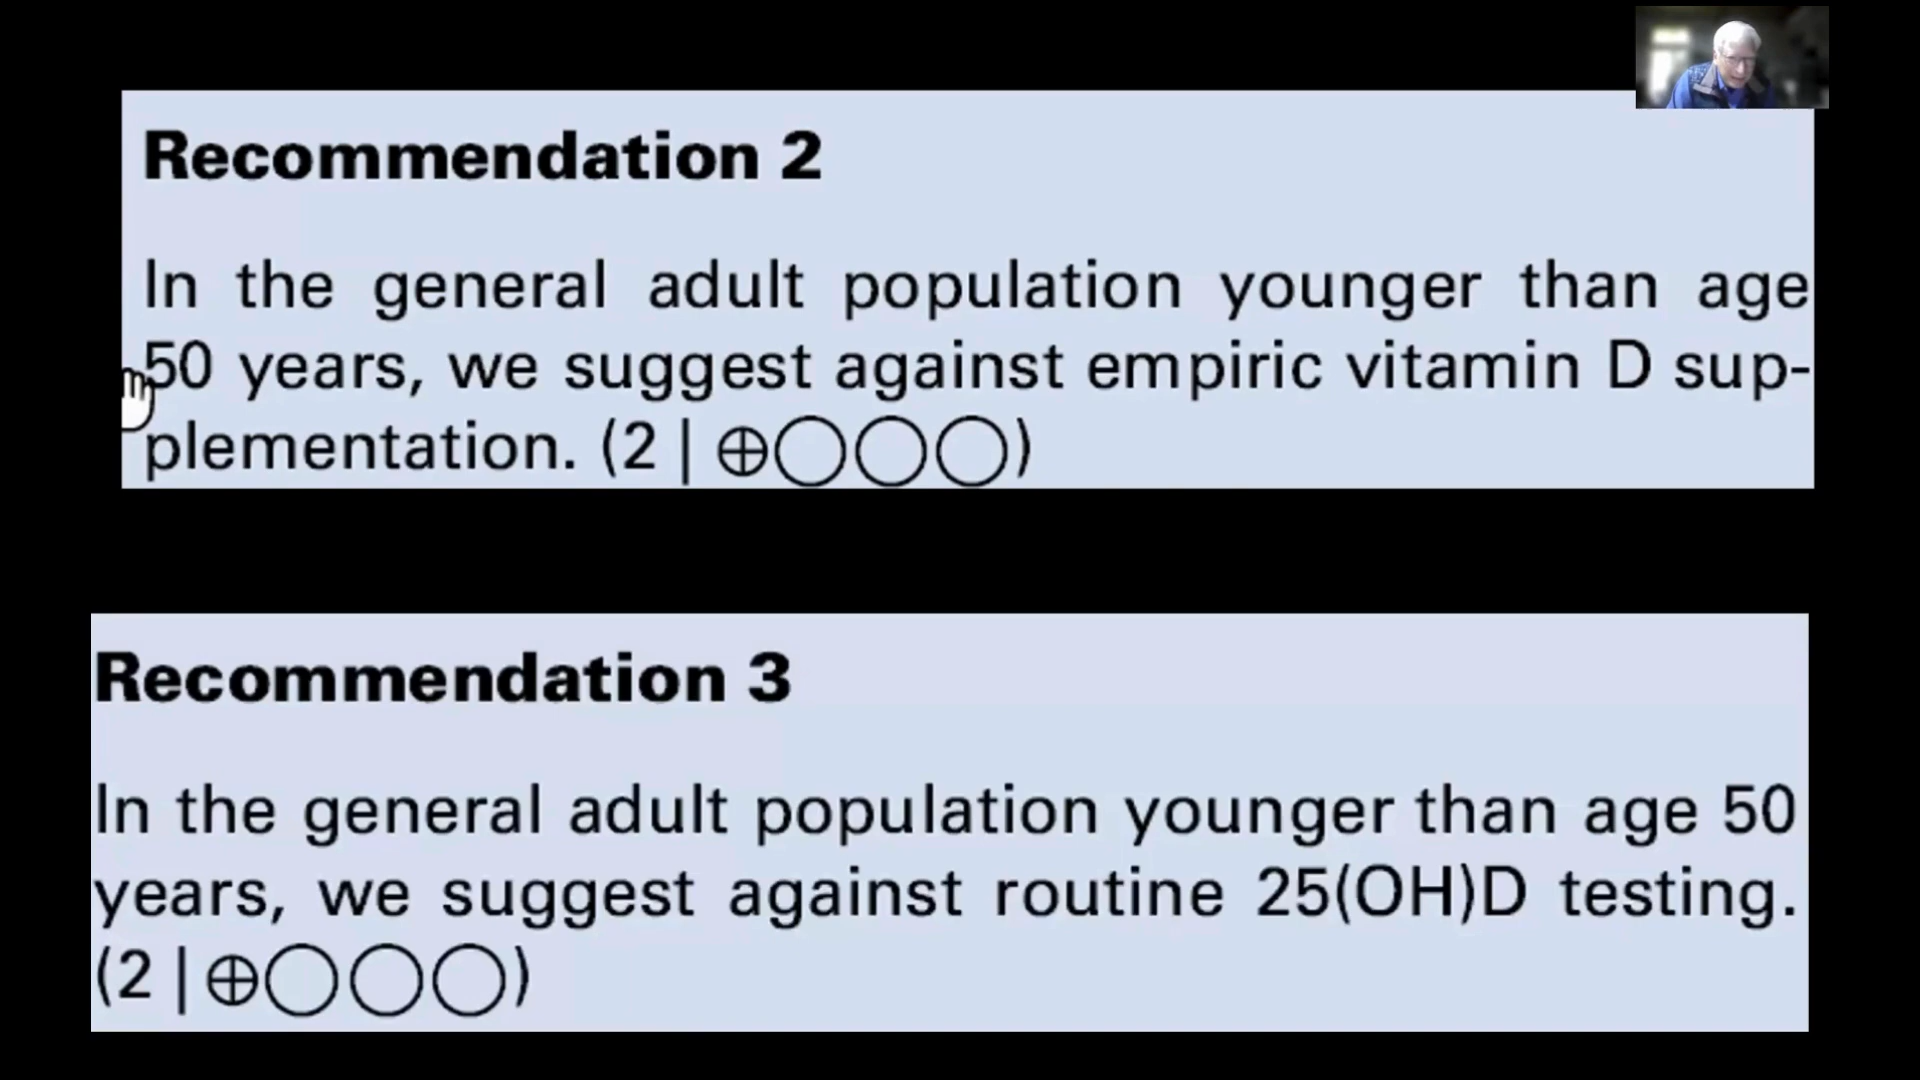 Recommendation 2
In the general adult population younger than age
50 years, we suggest against empiric vitamin D sup-
plementation. (2 | ⊕◯◯◯)
Recommendation 3
In the general adult population younger than age 50
years, we suggest against routine 25(OH)D testing.
(2 | ⊕◯◯◯)